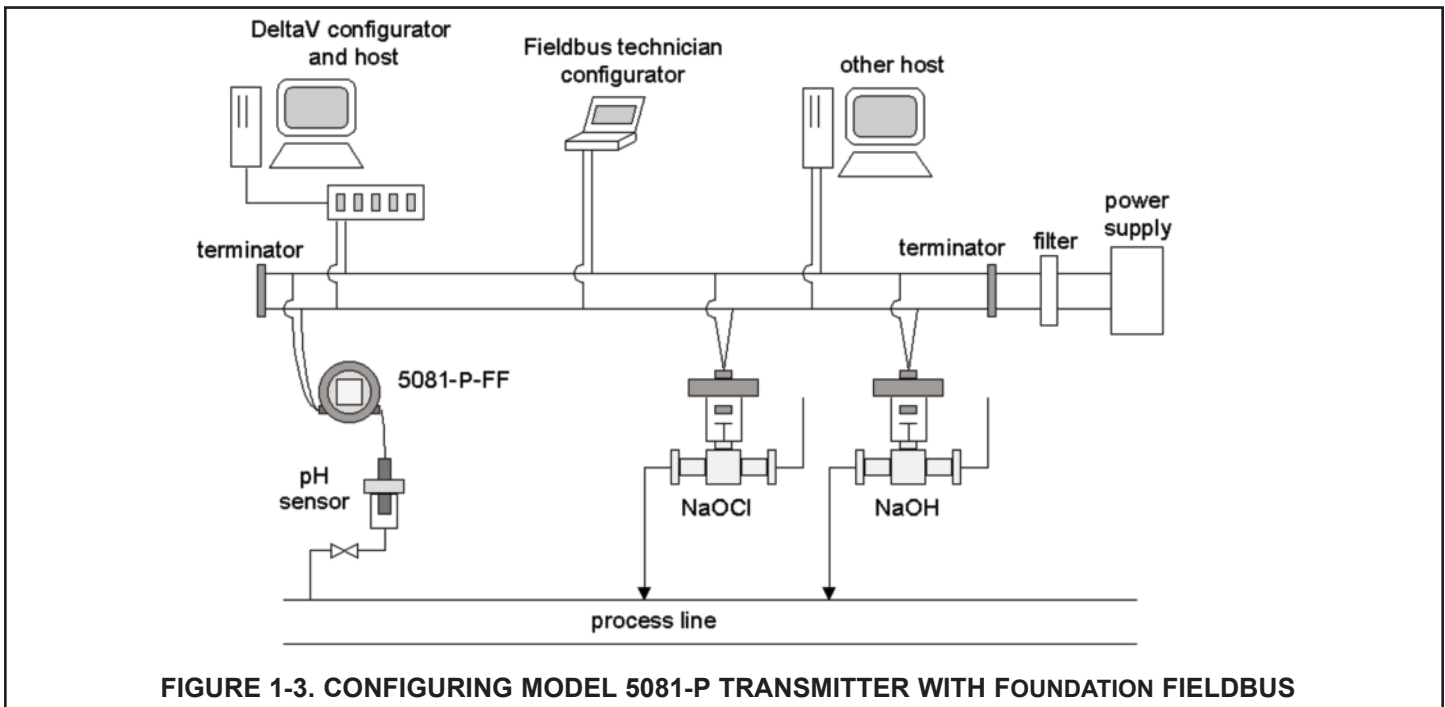 DeltaV configurator
and host
Fieldbus technician
configurator
other host
power
supply
terminator
terminator
filter
5081-P-FF
pH
sensor
NaOCl
NaOH
process line
FIGURE 1-3. CONFIGURING MODEL 5081-P TRANSMITTER WITH FOUNDATION FIELDBUS